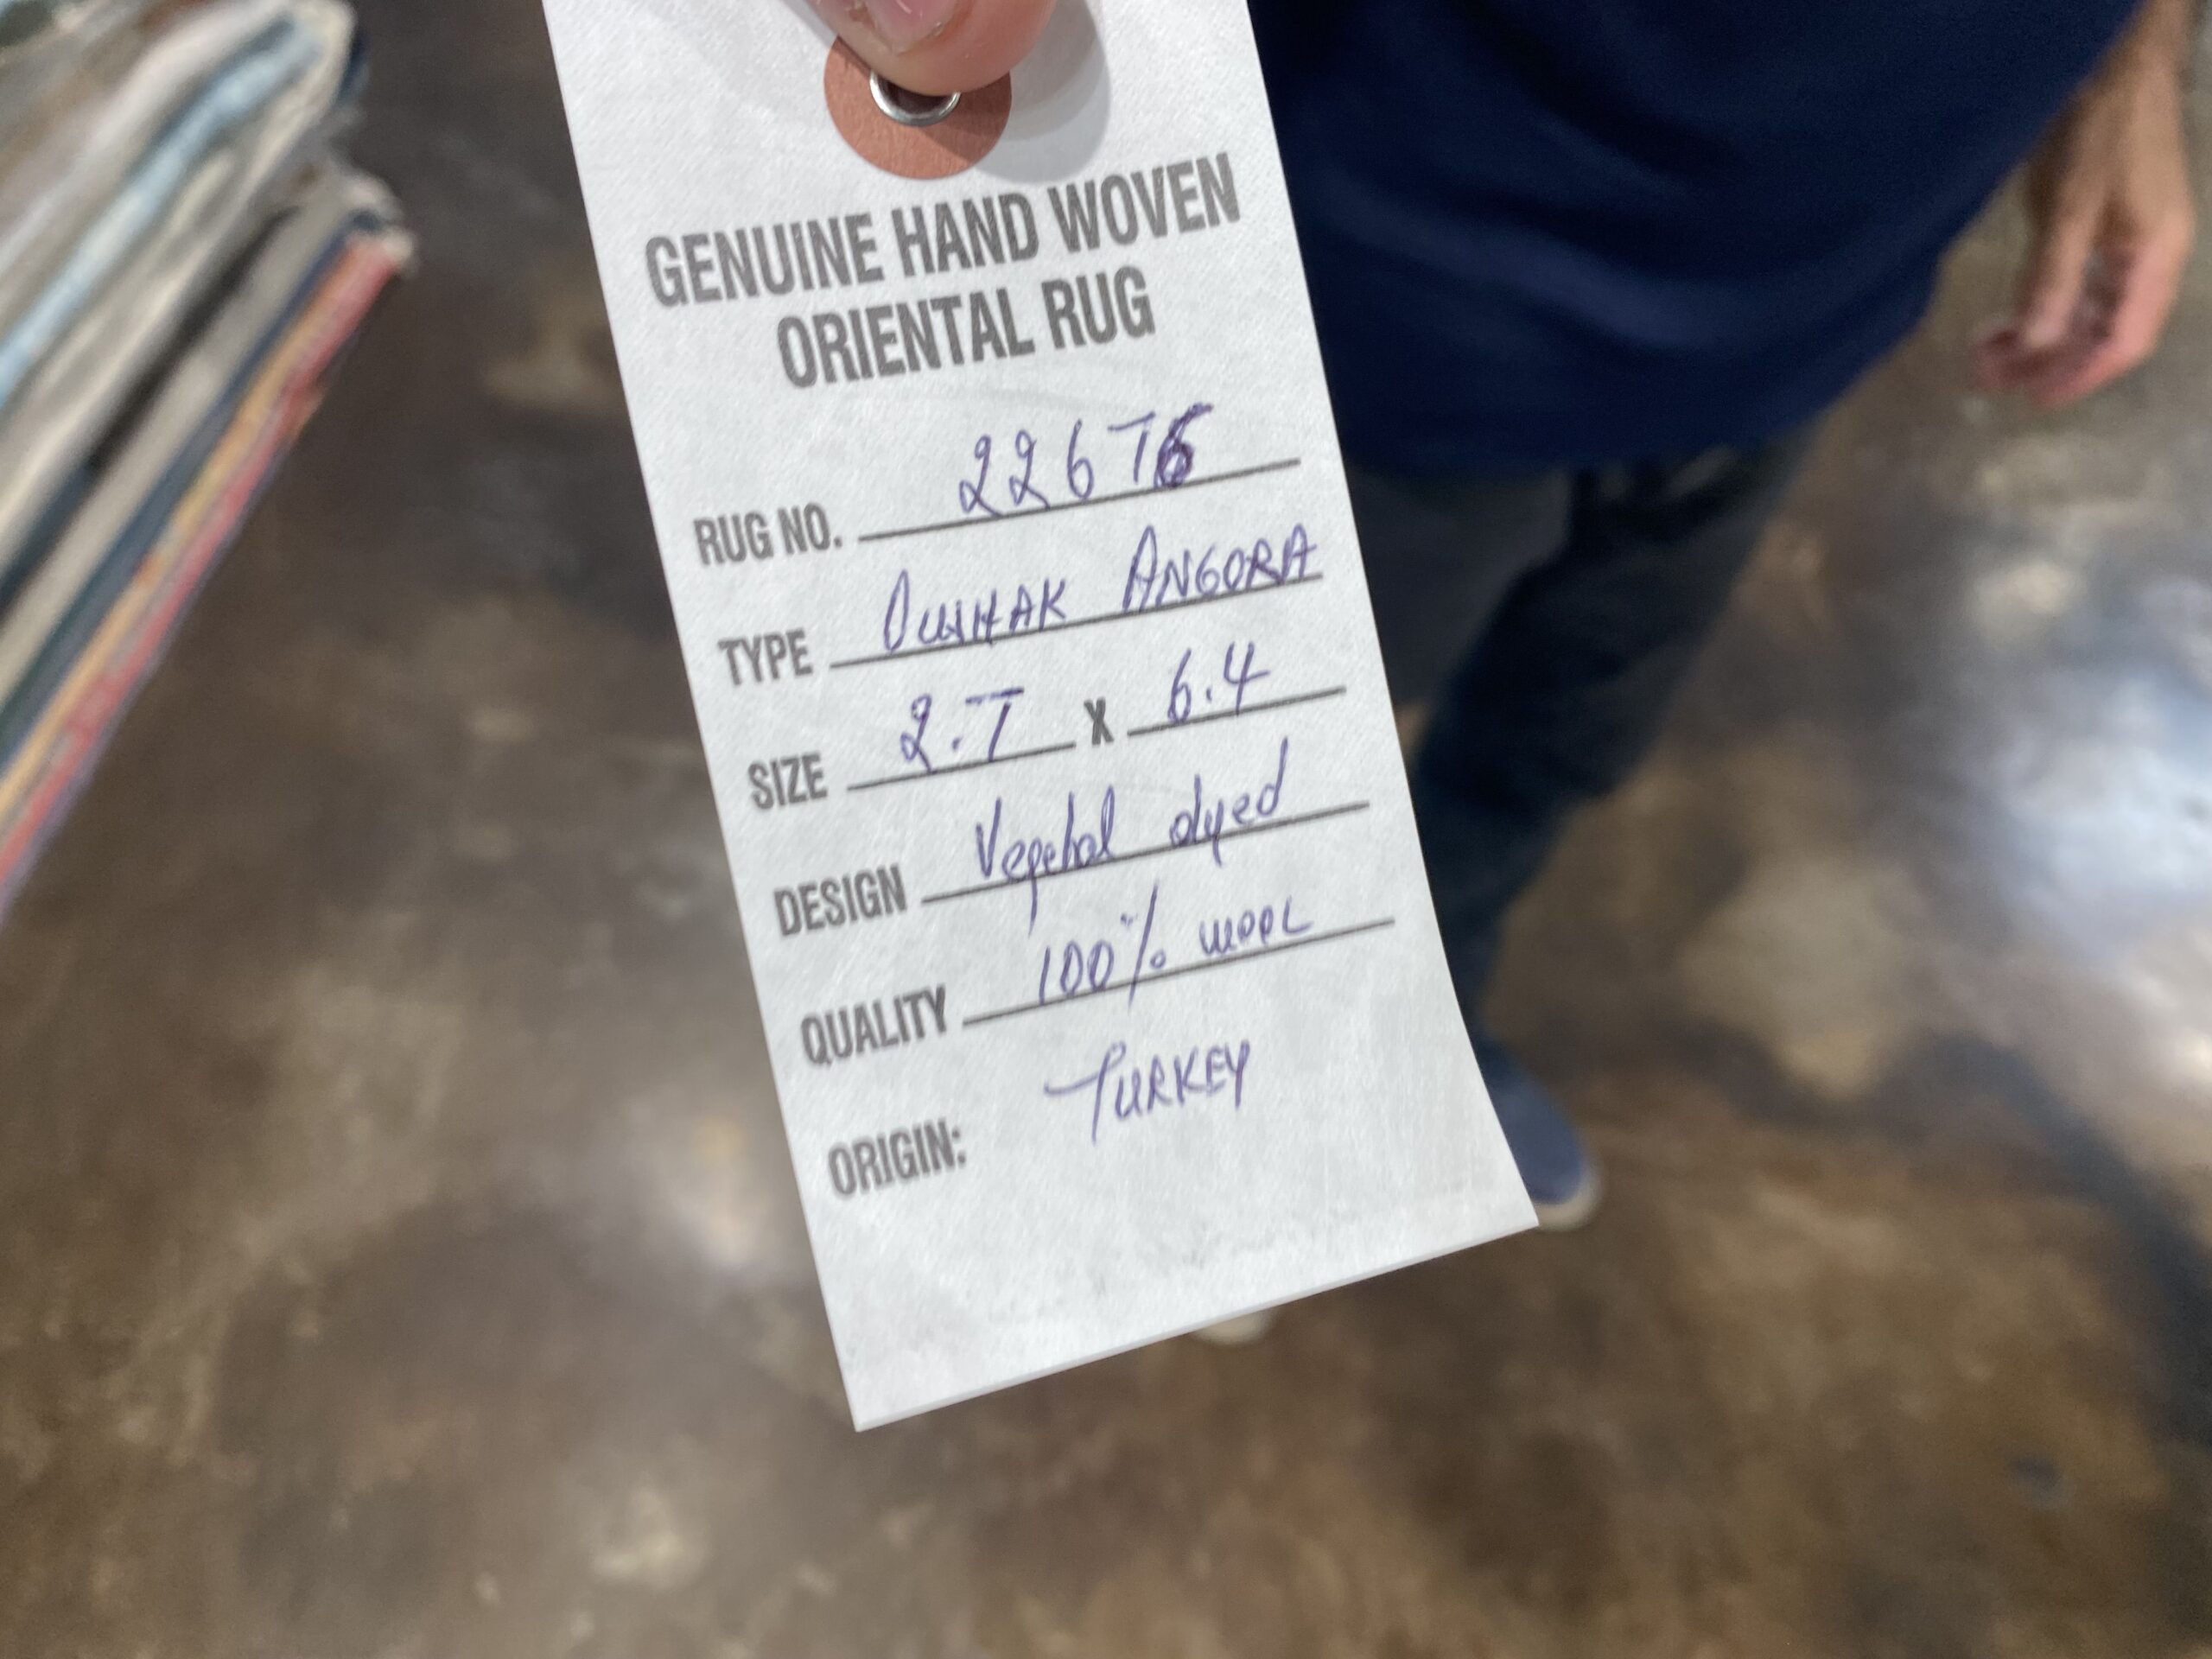 GENUINE HAND WOVEN
ORIENTAL RUG
RUG NO. 22676
TYPE OUSHAK ANGORA
SIZE 2.7 X 6.4
DESIGN Vegetal dyed
QUALITY 100% WOOL
ORIGIN: TURKEY